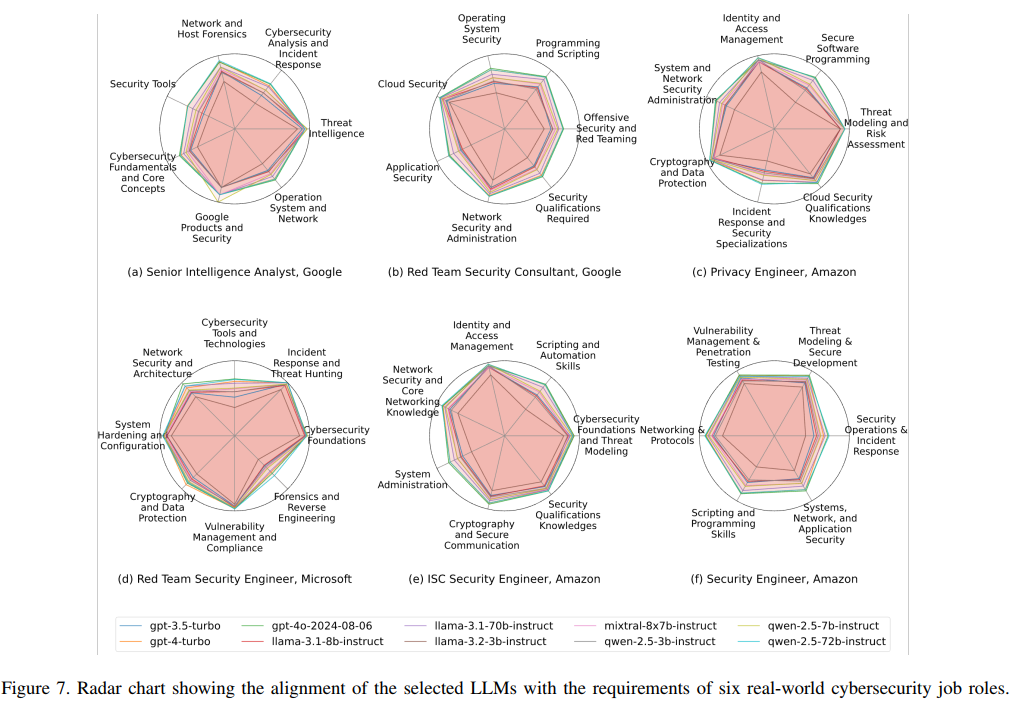 Network and
Host Forensics
Cybersecurity
Analysis and
Incident
Response
Security Tools
Threat
Intelligence
Cybersecurity
Fundamentals
and Core
Concepts
Google
Products and
Security
Operation
System and
Network
(a) Senior Intelligence Analyst, Google
Operating
System
Security
Programming
and Scripting
Cloud Security
Offensive
Security and
Red Teaming
Application
Security
Network
Security and
Administration
Security
Qualifications
Required
(b) Red Team Security Consultant, Google
Identity and
Access
Management
Secure
Software
Programming
System and
Network
Security
Administration
Threat
Modeling and
Risk
Assessment
Cryptography
and Data
Protection
Incident
Response and
Security
Specializations
Cloud Security
Qualifications
Knowledges
(c) Privacy Engineer, Amazon
Cybersecurity
Tools and
Technologies
Network
Security and
Architecture
Incident
Response and
Threat Hunting
System
Hardening and
Configuration
Cybersecurity
Foundations
Cryptography
and Data
Protection
Vulnerability
Management and
Compliance
Forensics and
Reverse
Engineering
(d) Red Team Security Engineer, Microsoft
Identity and
Access
Management
Scripting and
Automation
Skills
Network
Security and
Core
Networking
Knowledge
Cybersecurity
Foundations
and Threat
Modeling
System
Administration
Cryptography
and Secure
Communication
Security
Qualifications
Knowledges
(e) ISC Security Engineer, Amazon
Vulnerability
Management &
Penetration
Testing
Threat
Modeling &
Secure
Development
Networking &
Protocols
Security
Operations &
Incident
Response
Scripting and
Programming
Skills
Systems,
Network, and
Application
Security
(f) Security Engineer, Amazon
gpt-3.5-turbo gpt-4o-2024-08-06 llama-3.1-70b-instruct mixtral-8x7b-instruct qwen-2.5-7b-instruct
gpt-4-turbo llama-3.1-8b-instruct llama-3.2-3b-instruct qwen-2.5-3b-instruct qwen-2.5-72b-instruct
Figure 7. Radar chart showing the alignment of the selected LLMs with the requirements of six real-world cybersecurity job roles.